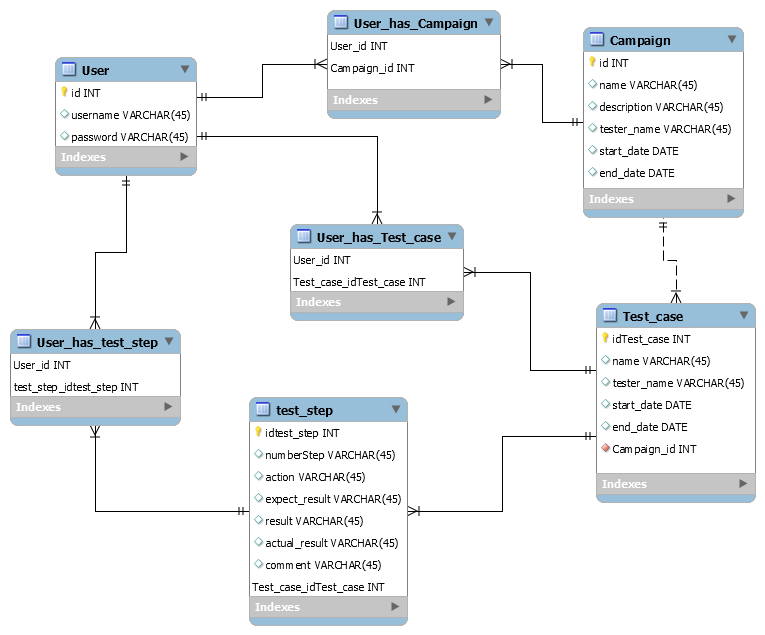 User_has_Campaign
User_id INT
Campaign_id INT
Indexes
Campaign
id INT
name VARCHAR(45)
description VARCHAR(45)
tester_name VARCHAR(45)
start_date DATE
end_date DATE
Indexes
User
id INT
username VARCHAR(45)
password VARCHAR(45)
Indexes
User_has_Test_case
User_id INT
Test_case_idTest_case INT
Indexes
Test_case
idTest_case INT
name VARCHAR(45)
tester_name VARCHAR(45)
start_date DATE
end_date DATE
Campaign_id INT
Indexes
User_has_test_step
User_id INT
test_step_idtest_step INT
Indexes
test_step
idtest_step INT
numberStep VARCHAR(45)
action VARCHAR(45)
expect_result VARCHAR(45)
result VARCHAR(45)
actual_result VARCHAR(45)
comment VARCHAR(45)
Test_case_idTest_case INT
Indexes